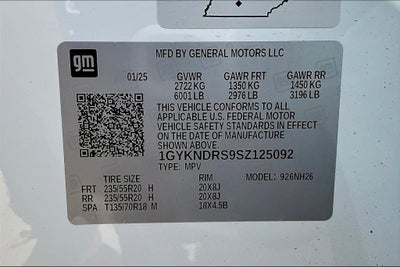 gm
MFD BY GENERAL MOTORS LLC
01/25 GVWR GAWR FRT GAWR RR
2722 KG 1350 KG 1450 KG
6001 LB 2976 LB 3196 LB
THIS VEHICLE CONFORMS TO ALL
APPLICABLE U.S. FEDERAL MOTOR
VEHICLE SAFETY STANDARDS IN EFFECT
ON THE DATE OF MANUFACTURE
SHOWN ABOVE.
1GYKNDRS9SZ125092
TYPE: MPV MODEL: 926NH26
TIRE SIZE RIM
FRT 235/55R20 H 20X8J
RR 235/55R20 H 20X8J
SPA T135/70R18 M 18X4.5B